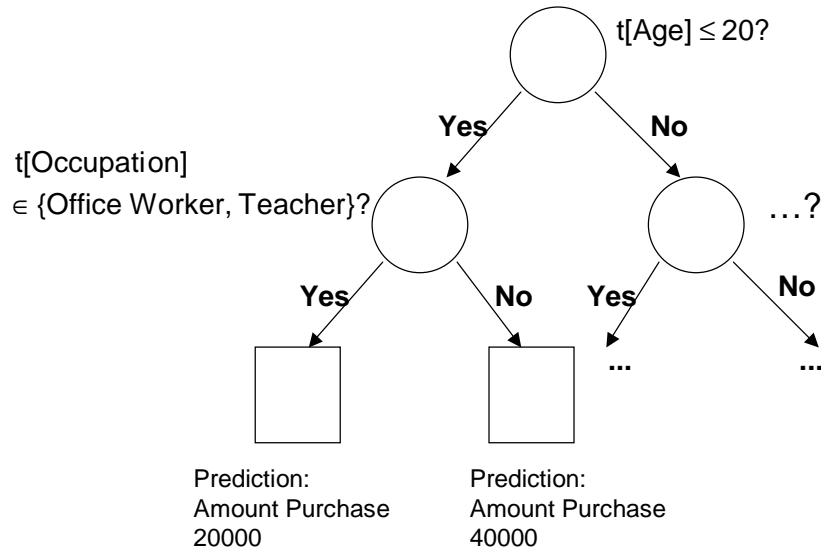 t[Age] ≤ 20?
Yes
No
t[Occupation]
∈ {Office Worker, Teacher}?
…?
Yes
No
Yes
No
...
...
Prediction:
Amount Purchase
20000
Prediction:
Amount Purchase
40000